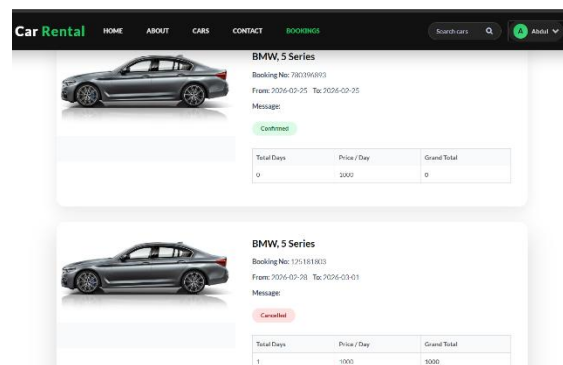 Car Rental HOME ABOUT CARS CONTACT BOOKINGS Search cars A Abdul
BMW, 5 Series
Booking No: 780396893
From: 2026-02-25 To: 2026-02-25
Message:
Confirmed
Total Days Price / Day Grand Total
0 1000 0
BMW, 5 Series
Booking No: 125181803
From: 2026-02-28 To: 2026-03-01
Message:
Cancelled
Total Days Price / Day Grand Total
1 1000 1000